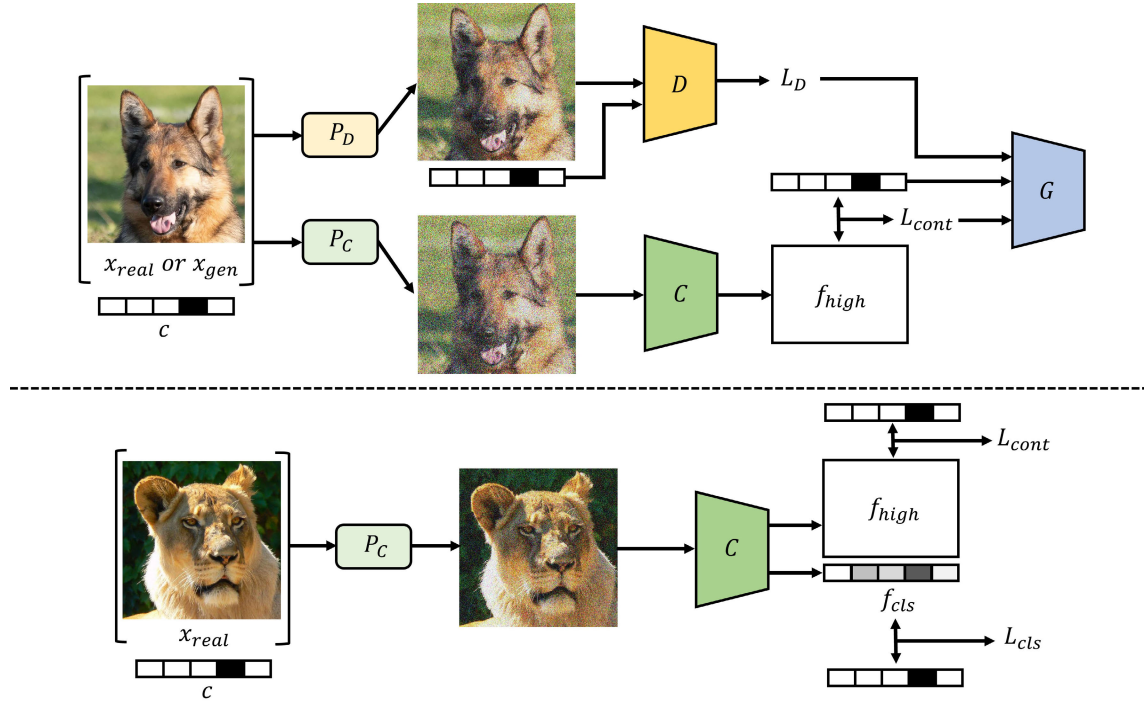 P_D
D
L_D
x_real or x_gen
c
P_C
C
f_high
L_cont
G
x_real
c
P_C
C
f_high
L_cont
f_cls
L_cls